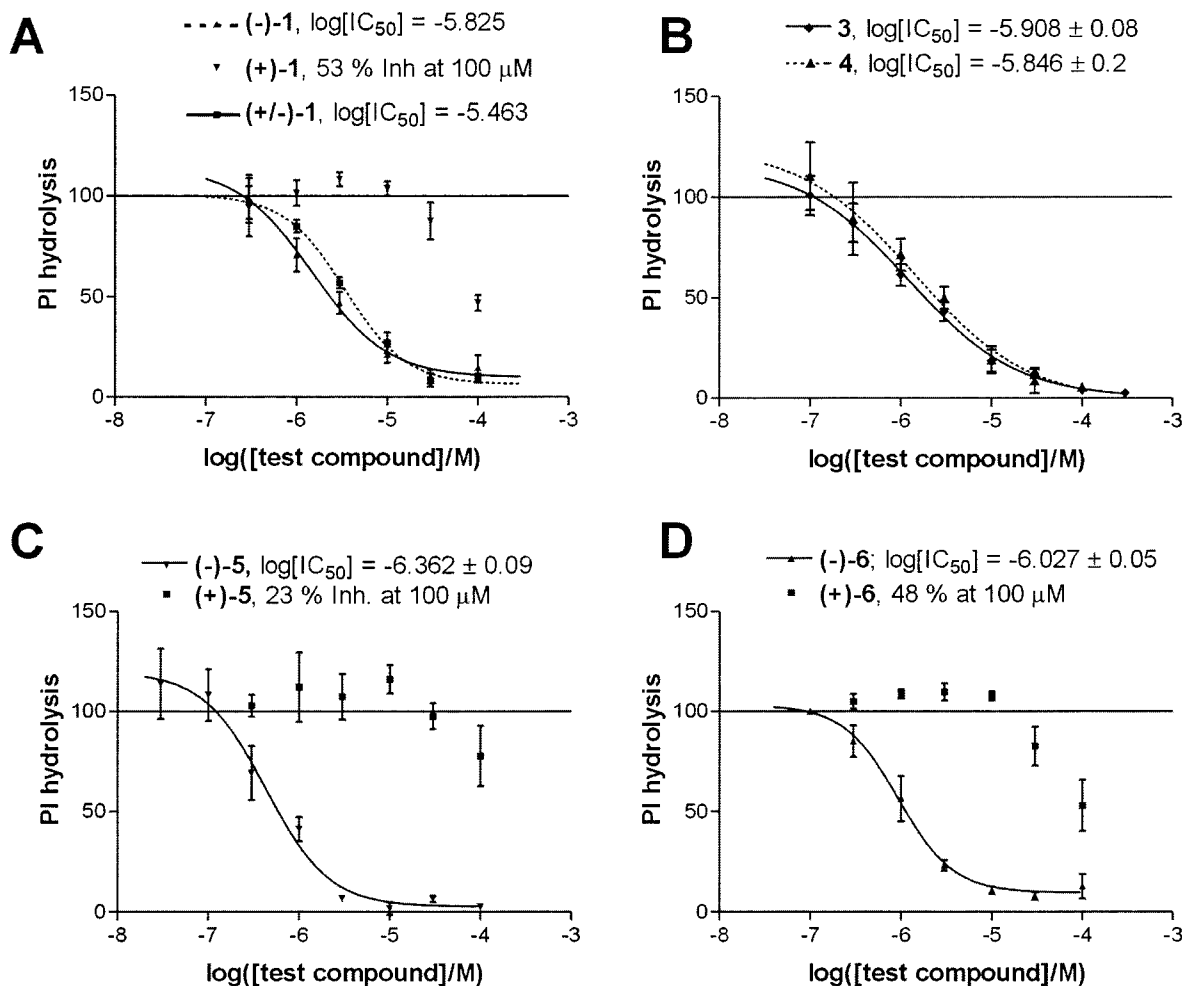 A
(-)-1, log[IC50] = -5.825
(+)-1, 53 % Inh at 100 μM
(+/-)-1, log[IC50] = -5.463
150
100
50
0
PI hydrolysis
-8 -7 -6 -5 -4 -3
log([test compound]/M)
B
3, log[IC50] = -5.908 ± 0.08
4, log[IC50] = -5.846 ± 0.2
150
100
50
0
PI hydrolysis
-8 -7 -6 -5 -4 -3
log([test compound]/M)
C
(-)-5, log[IC50] = -6.362 ± 0.09
(+)-5, 23 % Inh. at 100 μM
150
100
50
0
PI hydrolysis
-8 -7 -6 -5 -4 -3
log([test compound]/M)
D
(-)-6; log[IC50] = -6.027 ± 0.05
(+)-6, 48 % at 100 μM
150
100
50
0
PI hydrolysis
-8 -7 -6 -5 -4 -3
log([test compound]/M)